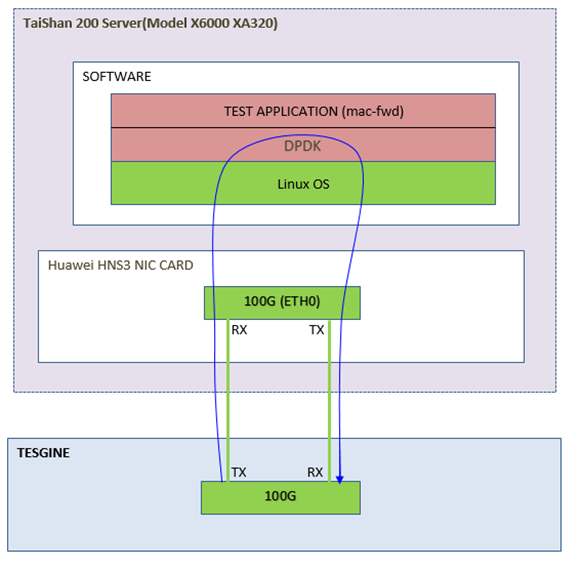 TaiShan 200 Server(Model X6000 XA320)
SOFTWARE
TEST APPLICATION (mac-fwd)
DPDK
Linux OS
Huawei HNS3 NIC CARD
100G (ETH0)
RX TX
TESGINE
TX RX
100G